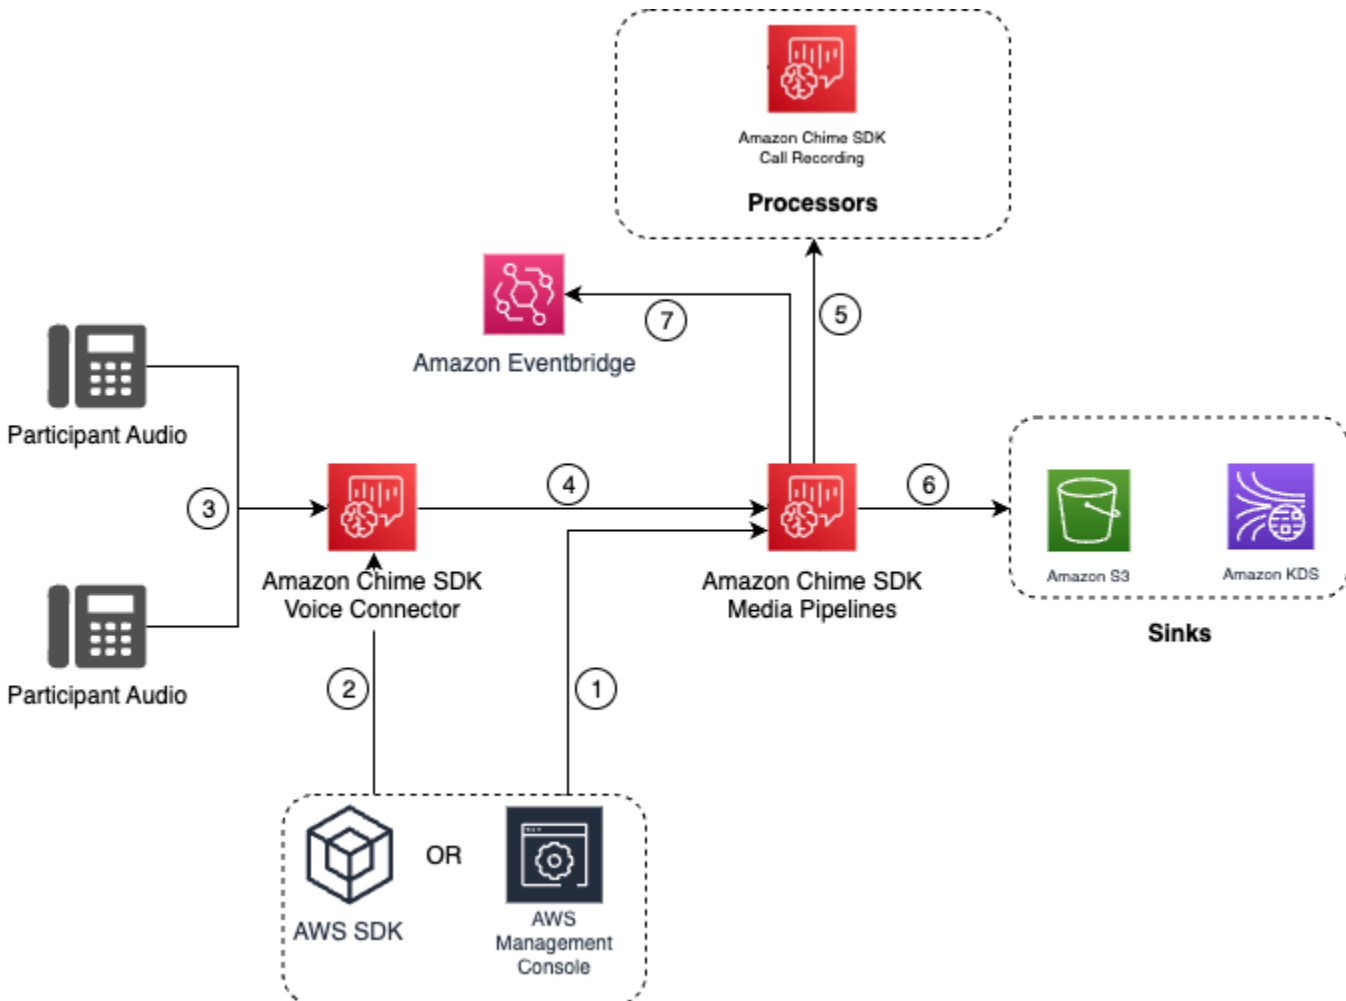 Amazon Chime SDK
Call Recording
Processors
7
5
Amazon Eventbridge
Participant Audio
3
4
6
Amazon S3
Amazon KDS
Amazon Chime SDK
Voice Connector
Amazon Chime SDK
Media Pipelines
Sinks
Participant Audio
2
1
OR
AWS SDK
AWS
Management
Console